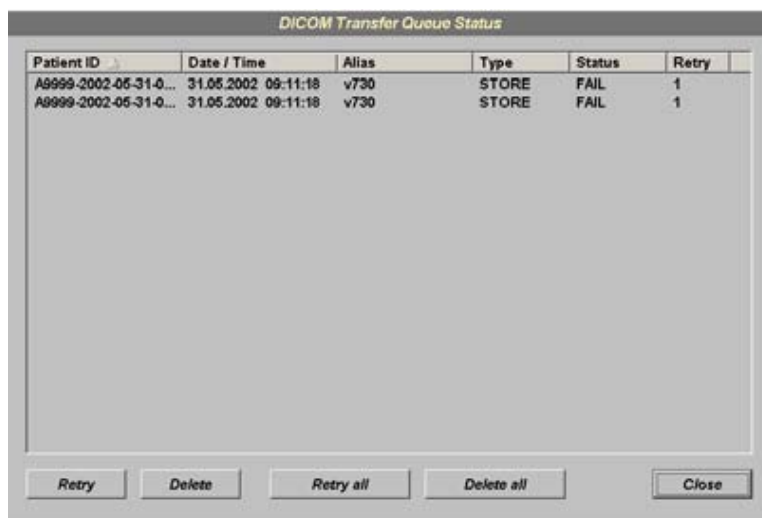 DICOM Transfer Queue Status
Patient ID Date / Time Alias Type Status Retry
A9999-2002-05-31-0... 31.05.2002 09:11:18 v730 STORE FAIL 1
A9999-2002-05-31-0... 31.05.2002 09:11:18 v730 STORE FAIL 1
Retry Delete Retry all Delete all Close